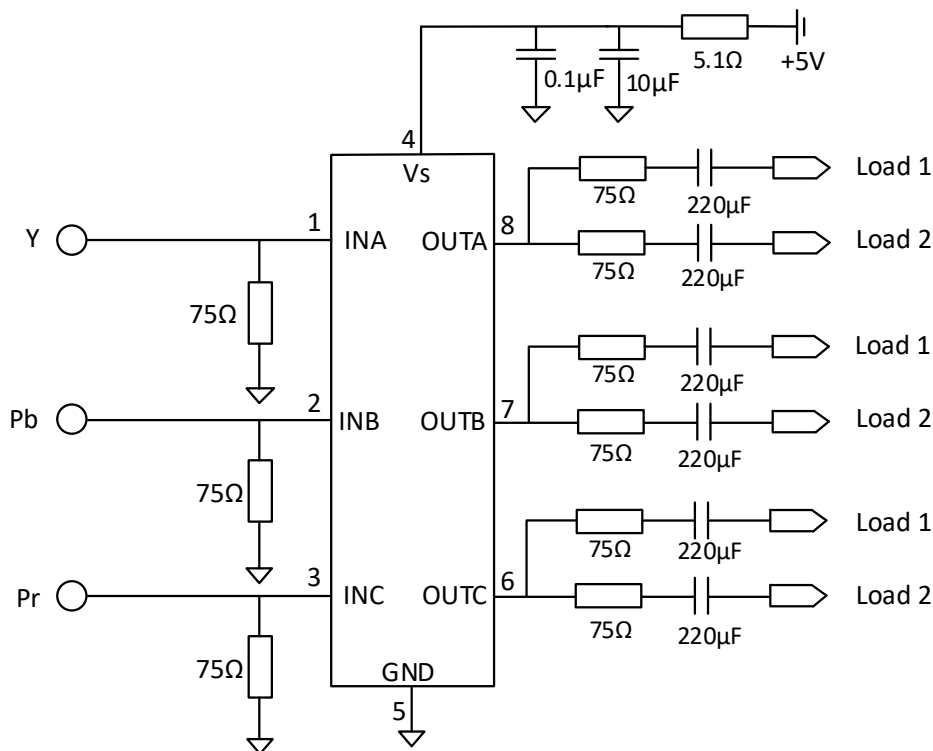 5.1Ω
+5V
0.1µF
10µF
4
Vs
Load 1
75Ω
220µF
Y
1
INA
OUTA
8
Load 2
75Ω
220µF
75Ω
Load 1
75Ω
220µF
Pb
2
INB
OUTB
7
Load 2
75Ω
220µF
75Ω
Load 1
75Ω
220µF
Pr
3
INC
OUTC
6
Load 2
75Ω
220µF
75Ω
GND
5